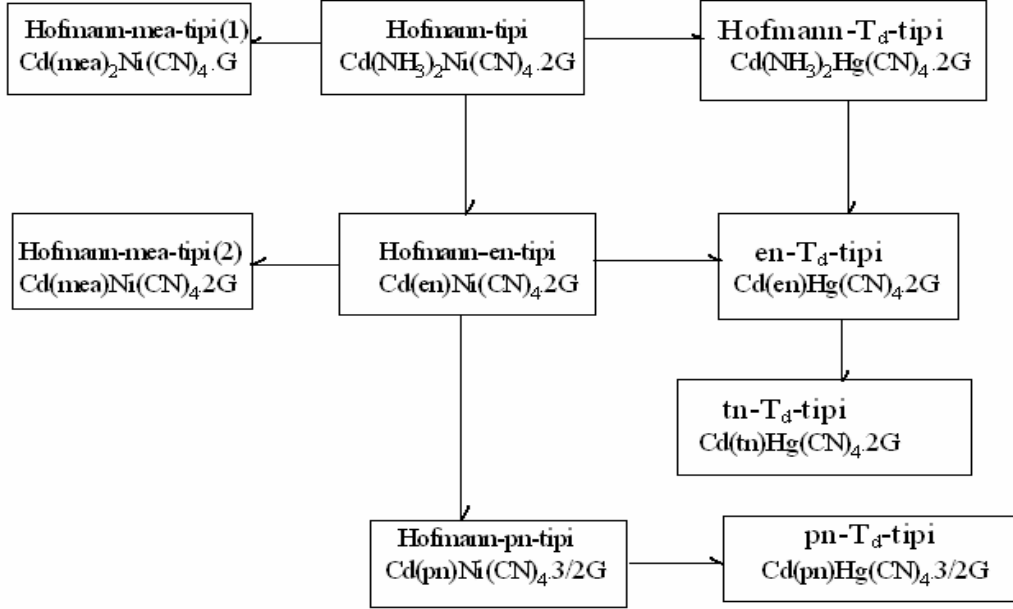 Hofmann-mea-tipi(1)
Cd(mea)₂Ni(CN)₄.G
Hofmann-tipi
Cd(NH₃)₂Ni(CN)₄.2G
Hofmann-T_d-tipi
Cd(NH₃)₂Hg(CN)₄.2G
Hofmann-mea-tipi(2)
Cd(mea)Ni(CN)₄.2G
Hofmann-en-tipi
Cd(en)Ni(CN)₄.2G
en-T_d-tipi
Cd(en)Hg(CN)₄.2G
tn-T_d-tipi
Cd(tn)Hg(CN)₄.2G
Hofmann-pn-tipi
Cd(pn)Ni(CN)₄.3/2G
pn-T_d-tipi
Cd(pn)Hg(CN)₄.3/2G